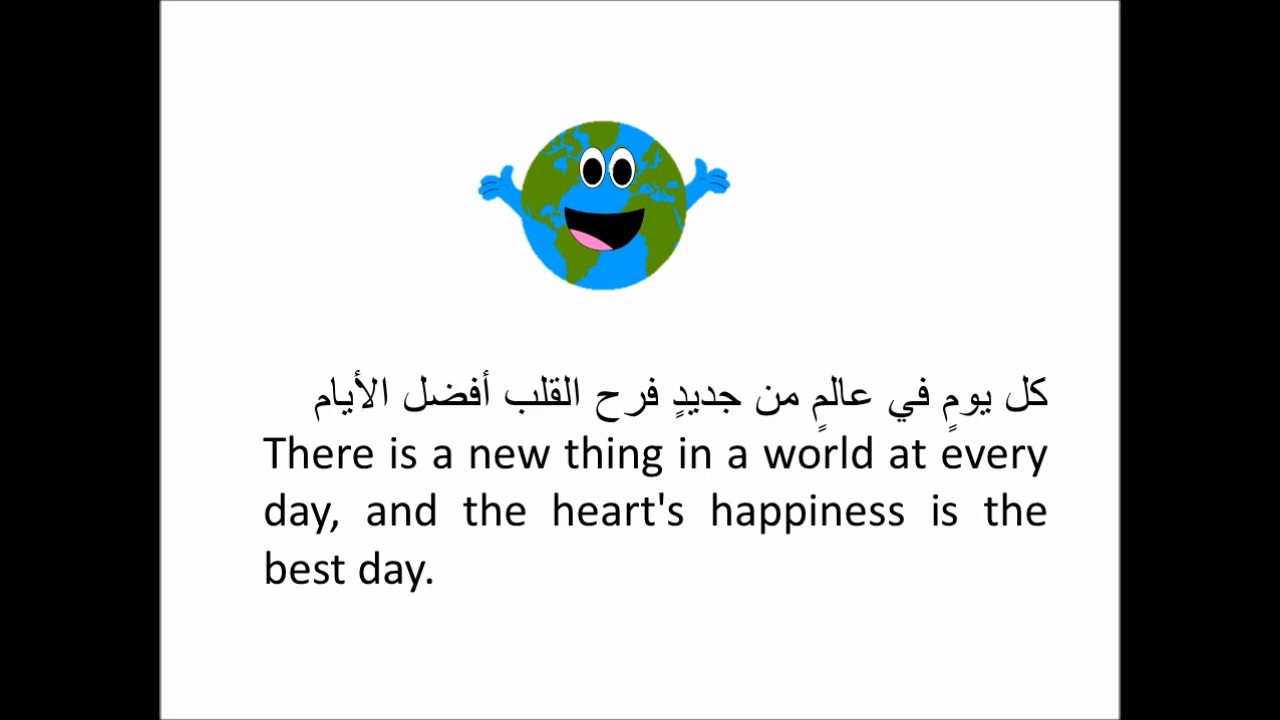 كل يومٍ في عالمٍ من جديدٍ فرح القلب أفضل الأيام
There is a new thing in a world at every
day, and the heart's happiness is the
best day.